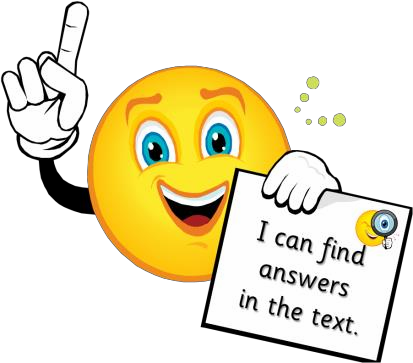 I can find
answers
in the text.